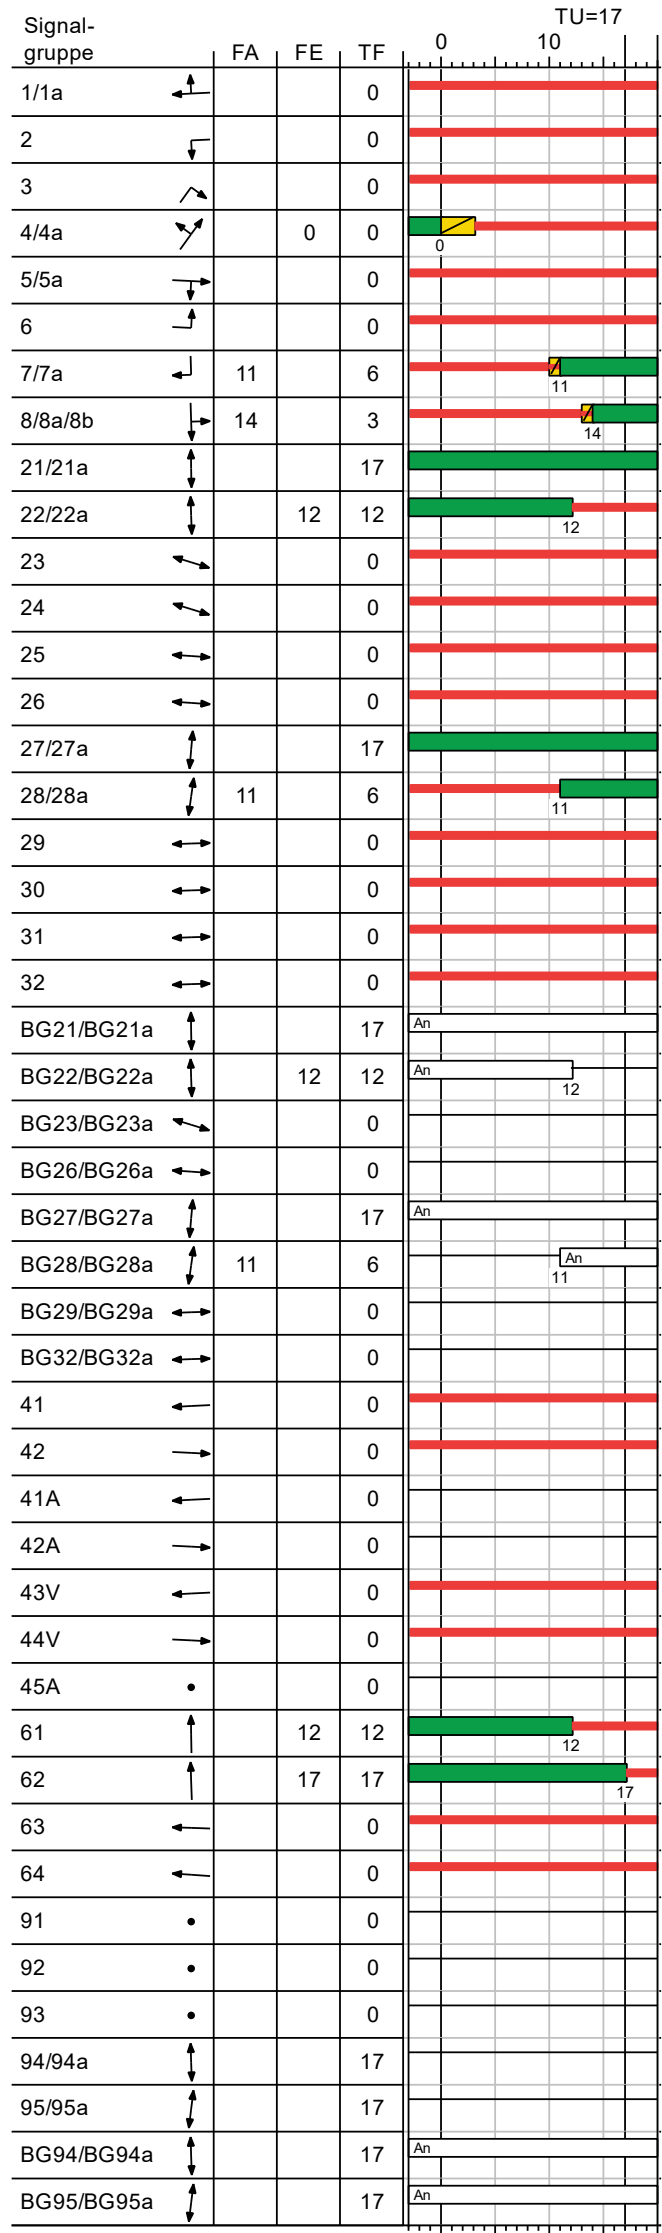 TU=17
Signal-
gruppe FA FE TF 0 10
1/1a 0
2 0
3 0
4/4a 0 0
0
5/5a 0
6 0
7/7a 11 6
11
8/8a/8b 14 3
14
21/21a 17
22/22a 12 12
12
23 0
24 0
25 0
26 0
27/27a 17
28/28a 11 6
11
29 0
30 0
31 0
32 0
BG21/BG21a 17 An
BG22/BG22a 12 12 An
12
BG23/BG23a 0
BG26/BG26a 0
BG27/BG27a 17 An
BG28/BG28a 11 6 An
11
BG29/BG29a 0
BG32/BG32a 0
41 0
42 0
41A 0
42A 0
43V 0
44V 0
45A 0
61 12 12
12
62 17 17
17
63 0
64 0
91 0
92 0
93 0
94/94a 17
95/95a 17
BG94/BG94a 17 An
BG95/BG95a 17 An